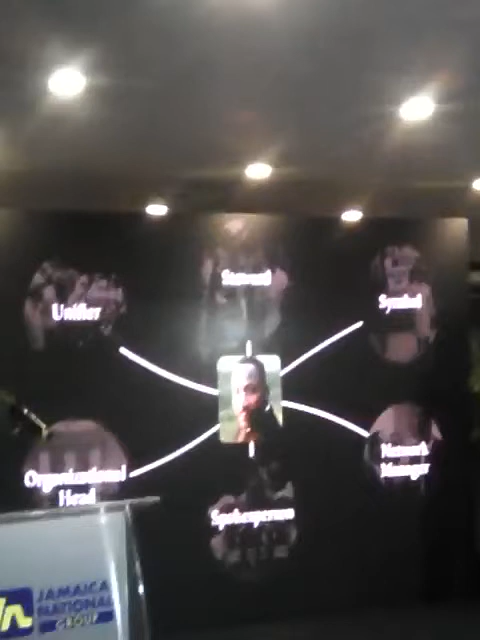 Steward
Unifier
Symbol
Network
Manager
Organizational
Head
Spokesperson
JAMAICA
NATIONAL
GROUP